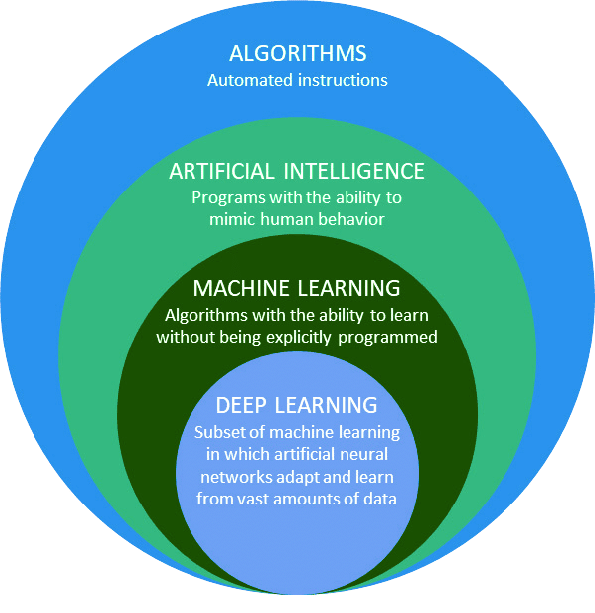 ALGORITHMS
Automated instructions
ARTIFICIAL INTELLIGENCE
Programs with the ability to
mimic human behavior
MACHINE LEARNING
Algorithms with the ability to learn
without being explicitly programmed
DEEP LEARNING
Subset of machine learning
in which artificial neural
networks adapt and learn
from vast amounts of data